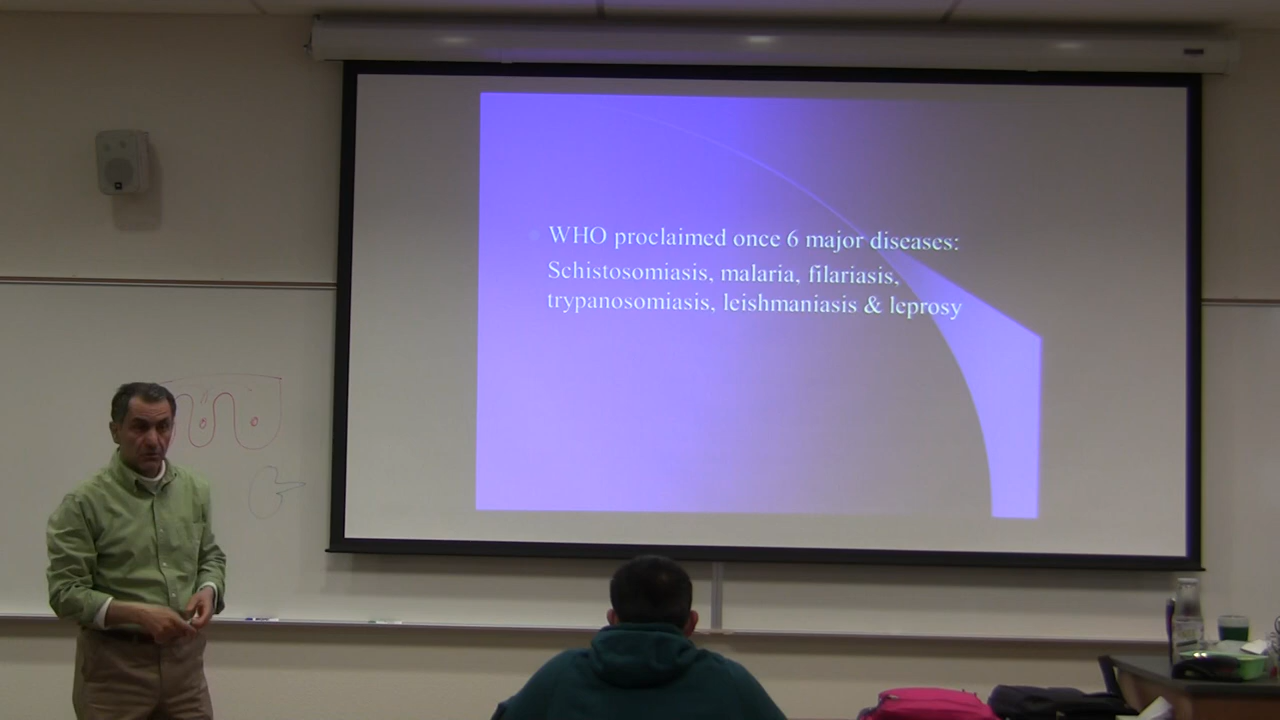 WHO proclaimed once 6 major diseases:
Schistosomiasis, malaria, filariasis,
trypanosomiasis, leishmaniasis & leprosy